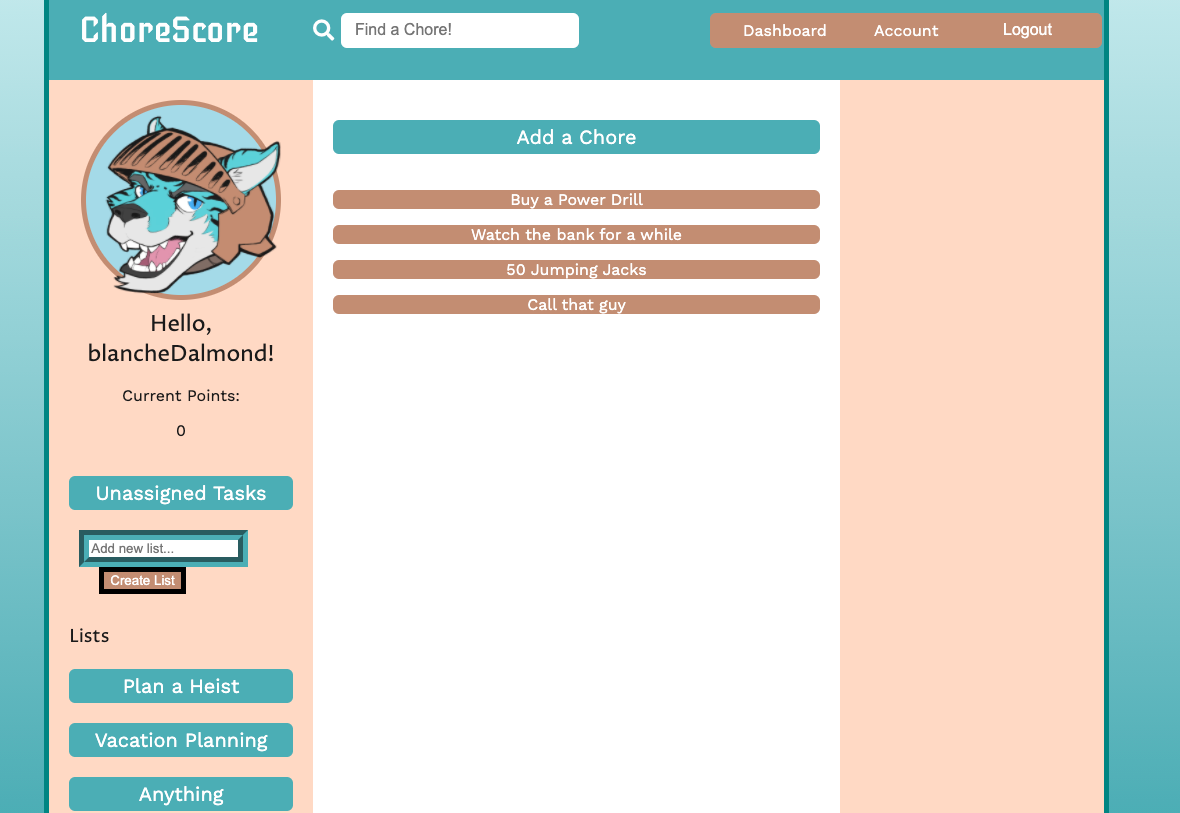 ChoreScore
Find a Chore!
Dashboard
Account
Logout
Hello,
blancheDalmond!
Current Points:
0
Unassigned Tasks
Add new list...
Create List
Lists
Plan a Heist
Vacation Planning
Anything
Add a Chore
Buy a Power Drill
Watch the bank for a while
50 Jumping Jacks
Call that guy